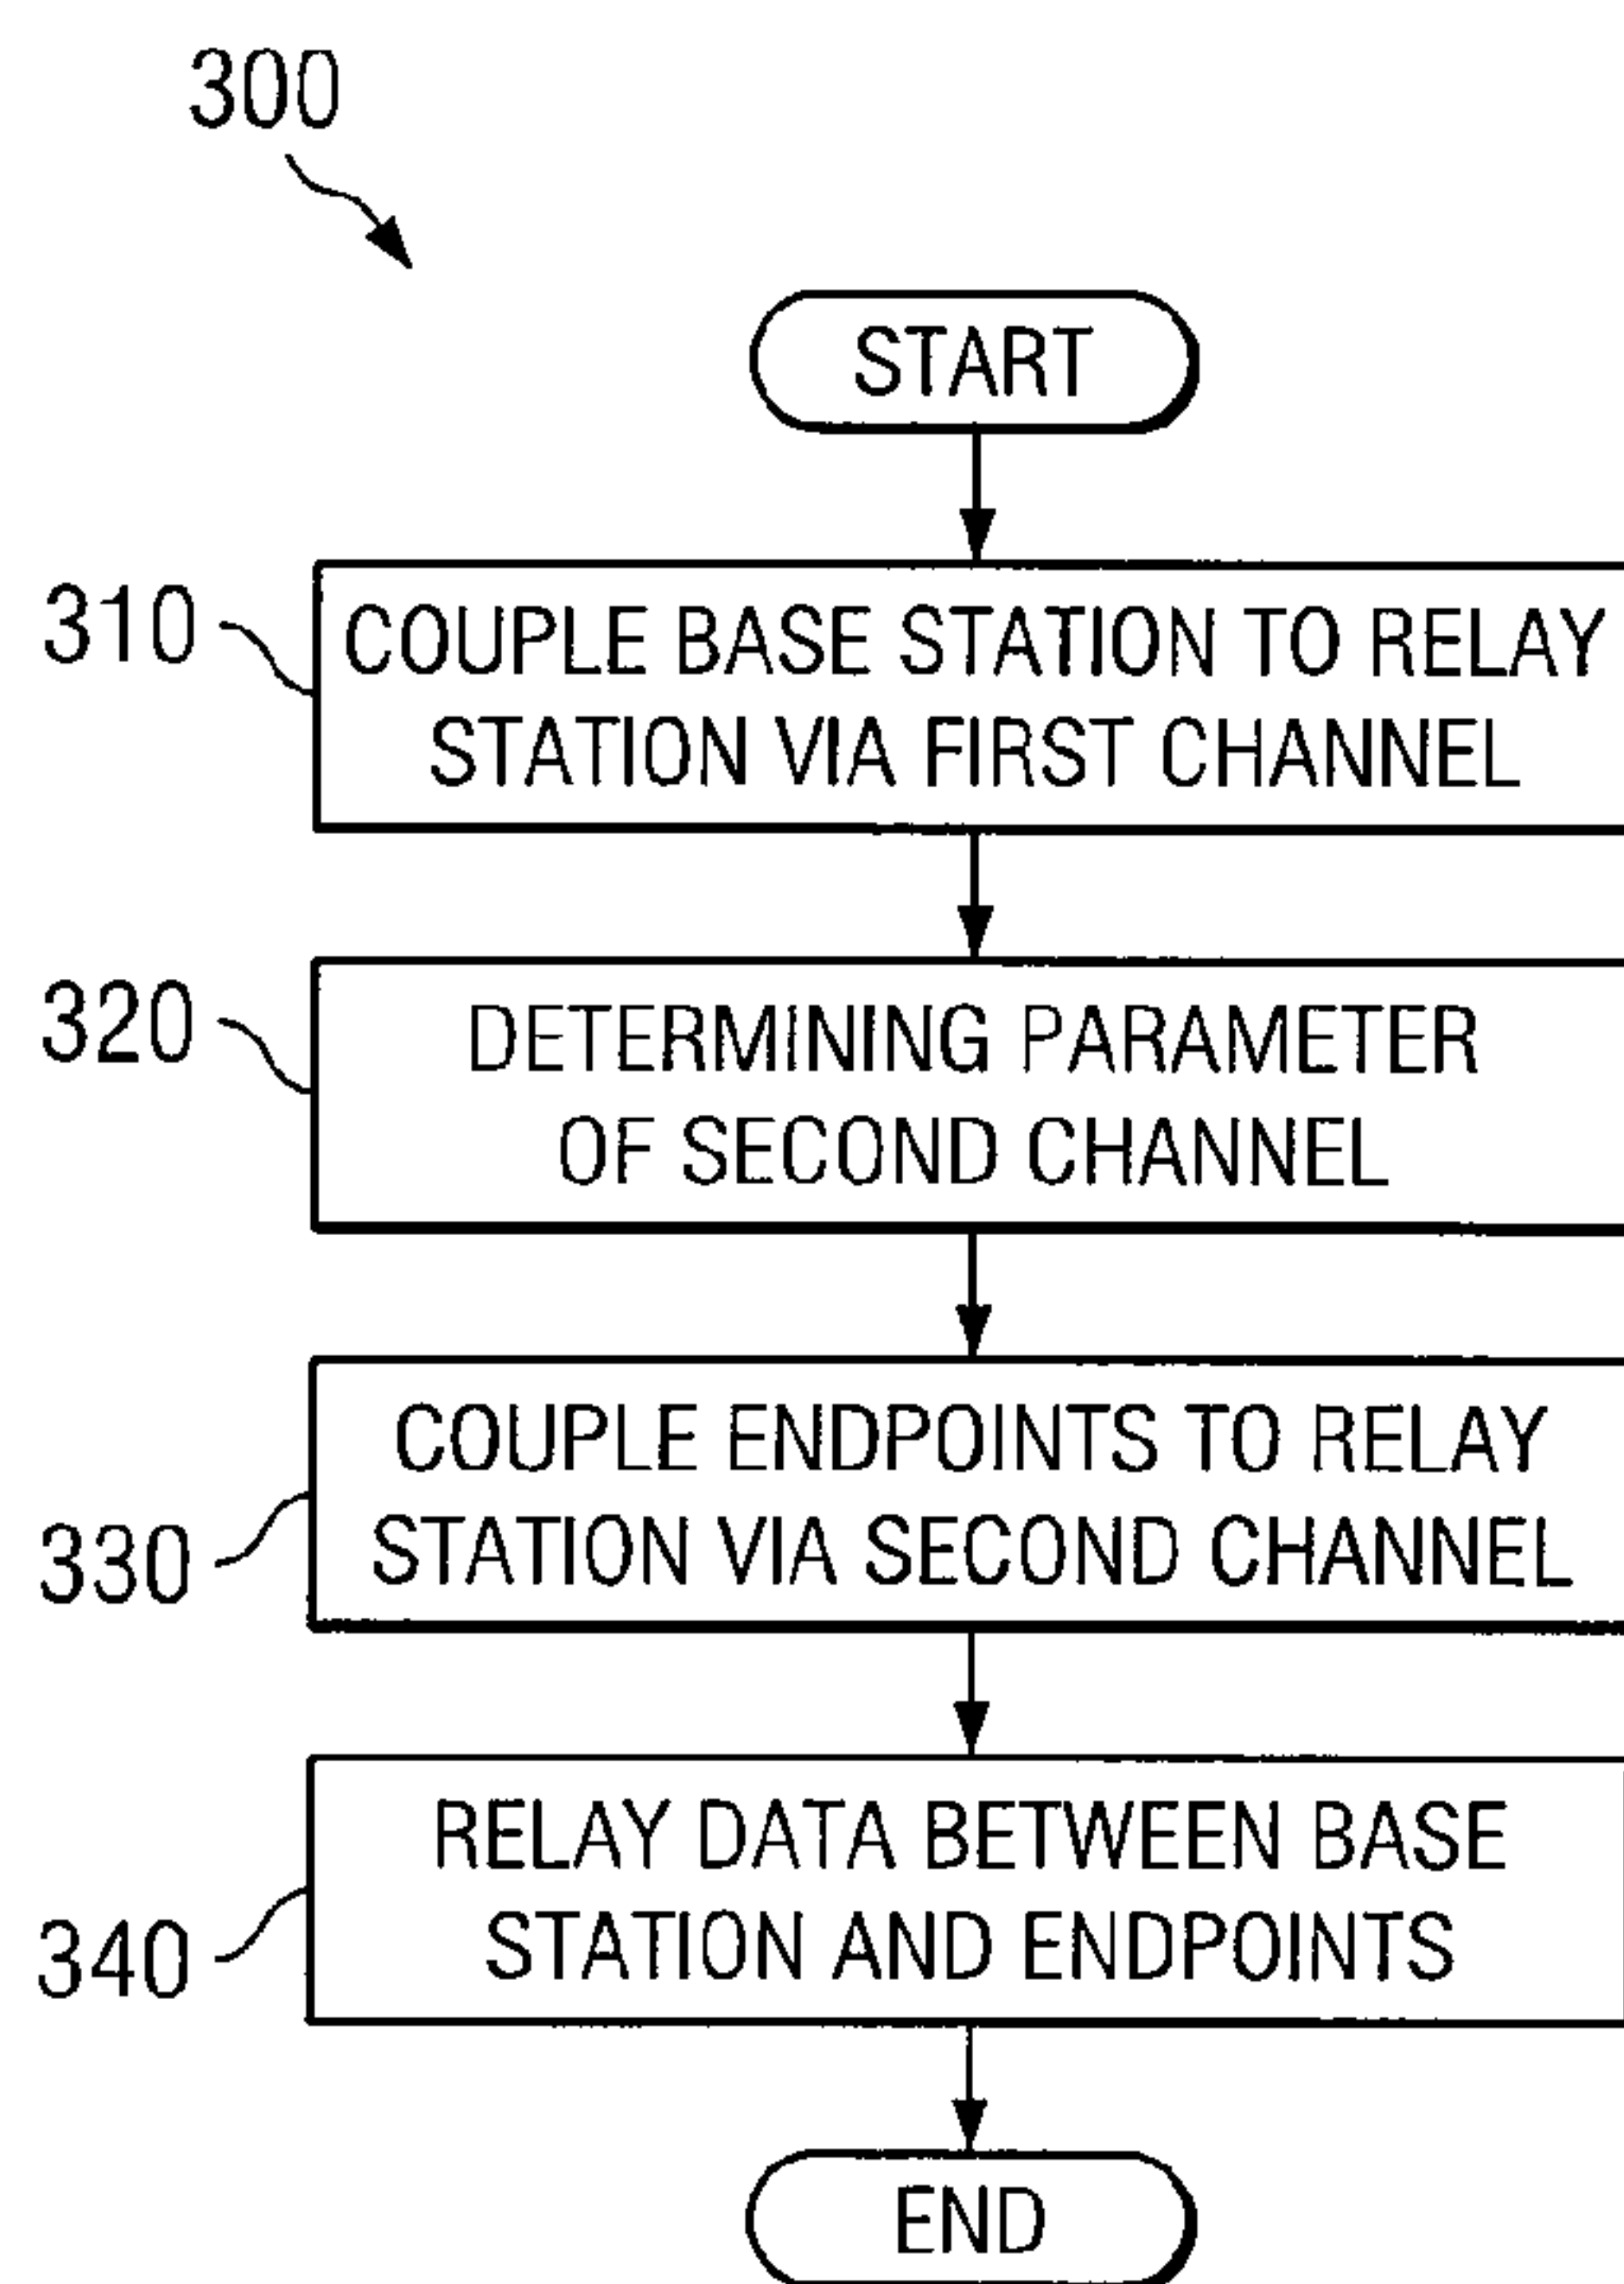 300
START
310
COUPLE BASE STATION TO RELAY
STATION VIA FIRST CHANNEL
320
DETERMINING PARAMETER
OF SECOND CHANNEL
330
COUPLE ENDPOINTS TO RELAY
STATION VIA SECOND CHANNEL
340
RELAY DATA BETWEEN BASE
STATION AND ENDPOINTS
END